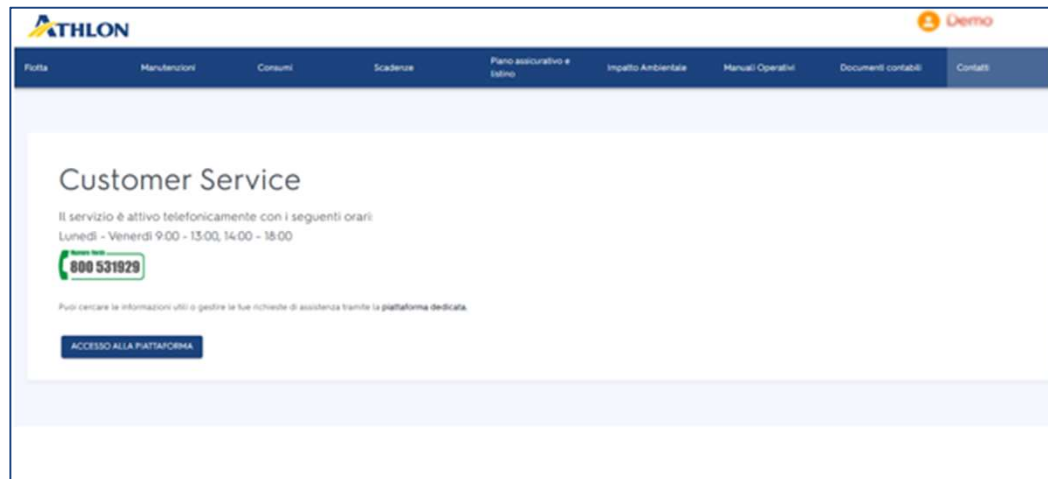 ATHLON
Demo
Flotta
Manutenzioni
Consumi
Scadenze
Piano assicurativo e
listino
Impatto Ambientale
Manuali Operativi
Documenti contabili
Contatti
Customer Service
Il servizio è attivo telefonicamente con i seguenti orari:
Lunedì - Venerdì 9:00 - 13:00, 14:00 - 18:00
Numero Verde
800 531929
Puoi cercare le informazioni utili o gestire le tue richieste di assistenza tramite la piattaforma dedicata.
ACCESSO ALLA PIATTAFORMA